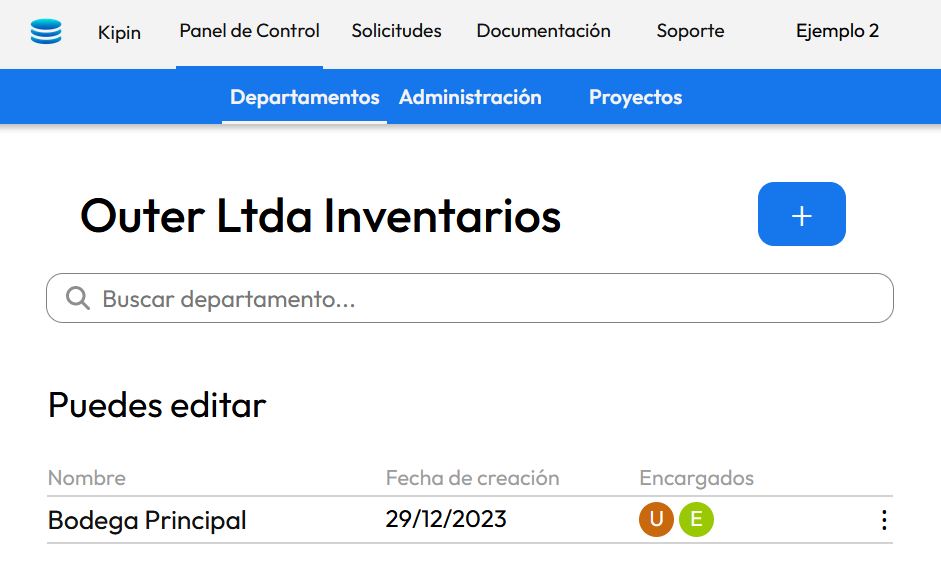 Kipin Panel de Control Solicitudes Documentación Soporte Ejemplo 2
Departamentos Administración Proyectos
Outer Ltda Inventarios +
Buscar departamento...
Puedes editar
Nombre Fecha de creación Encargados
Bodega Principal 29/12/2023 U E